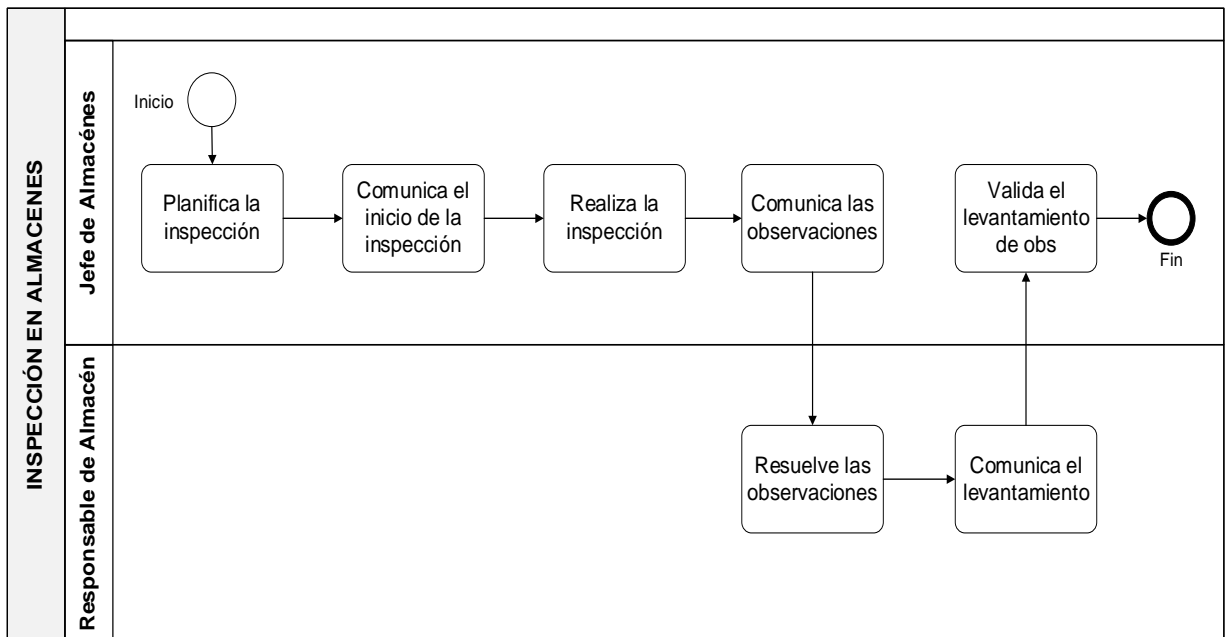 INSPECCIÓN EN ALMACENES
Jefe de Almacénes
Inicio
Planifica la
inspección
Comunica el
inicio de la
inspección
Realiza la
inspección
Comunica las
observaciones
Valida el
levantamiento
de obs
Fin
Responsable de Almacén
Resuelve las
observaciones
Comunica el
levantamiento